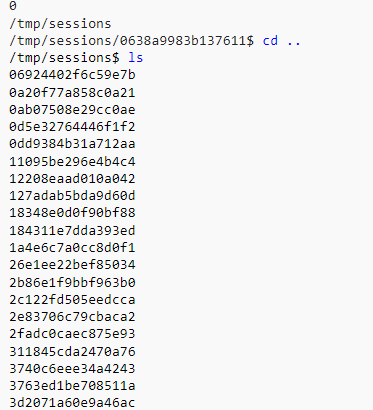 0
/tmp/sessions
/tmp/sessions/0638a9983b137611$ cd ..
/tmp/sessions$ ls
06924402f6c59e7b
0a20f77a858c0a21
0ab07508e29cc0ae
0d5e32764446f1f2
0dd9384b31a712aa
11095be296e4b4c4
12208eaad010a042
127adab5bda9d60d
18348e0d0f90bf88
184311e7dda393ed
1a4e6c7a0cc8d0f1
26e1ee22bef85034
2b86e1f9bbf963b0
2c122fd505eedcca
2e83706c79cbaca2
2fadc0caec875e93
311845cda2470a76
3740c6eee34a4243
3763ed1be708511a
3d2071a60e9a46ac